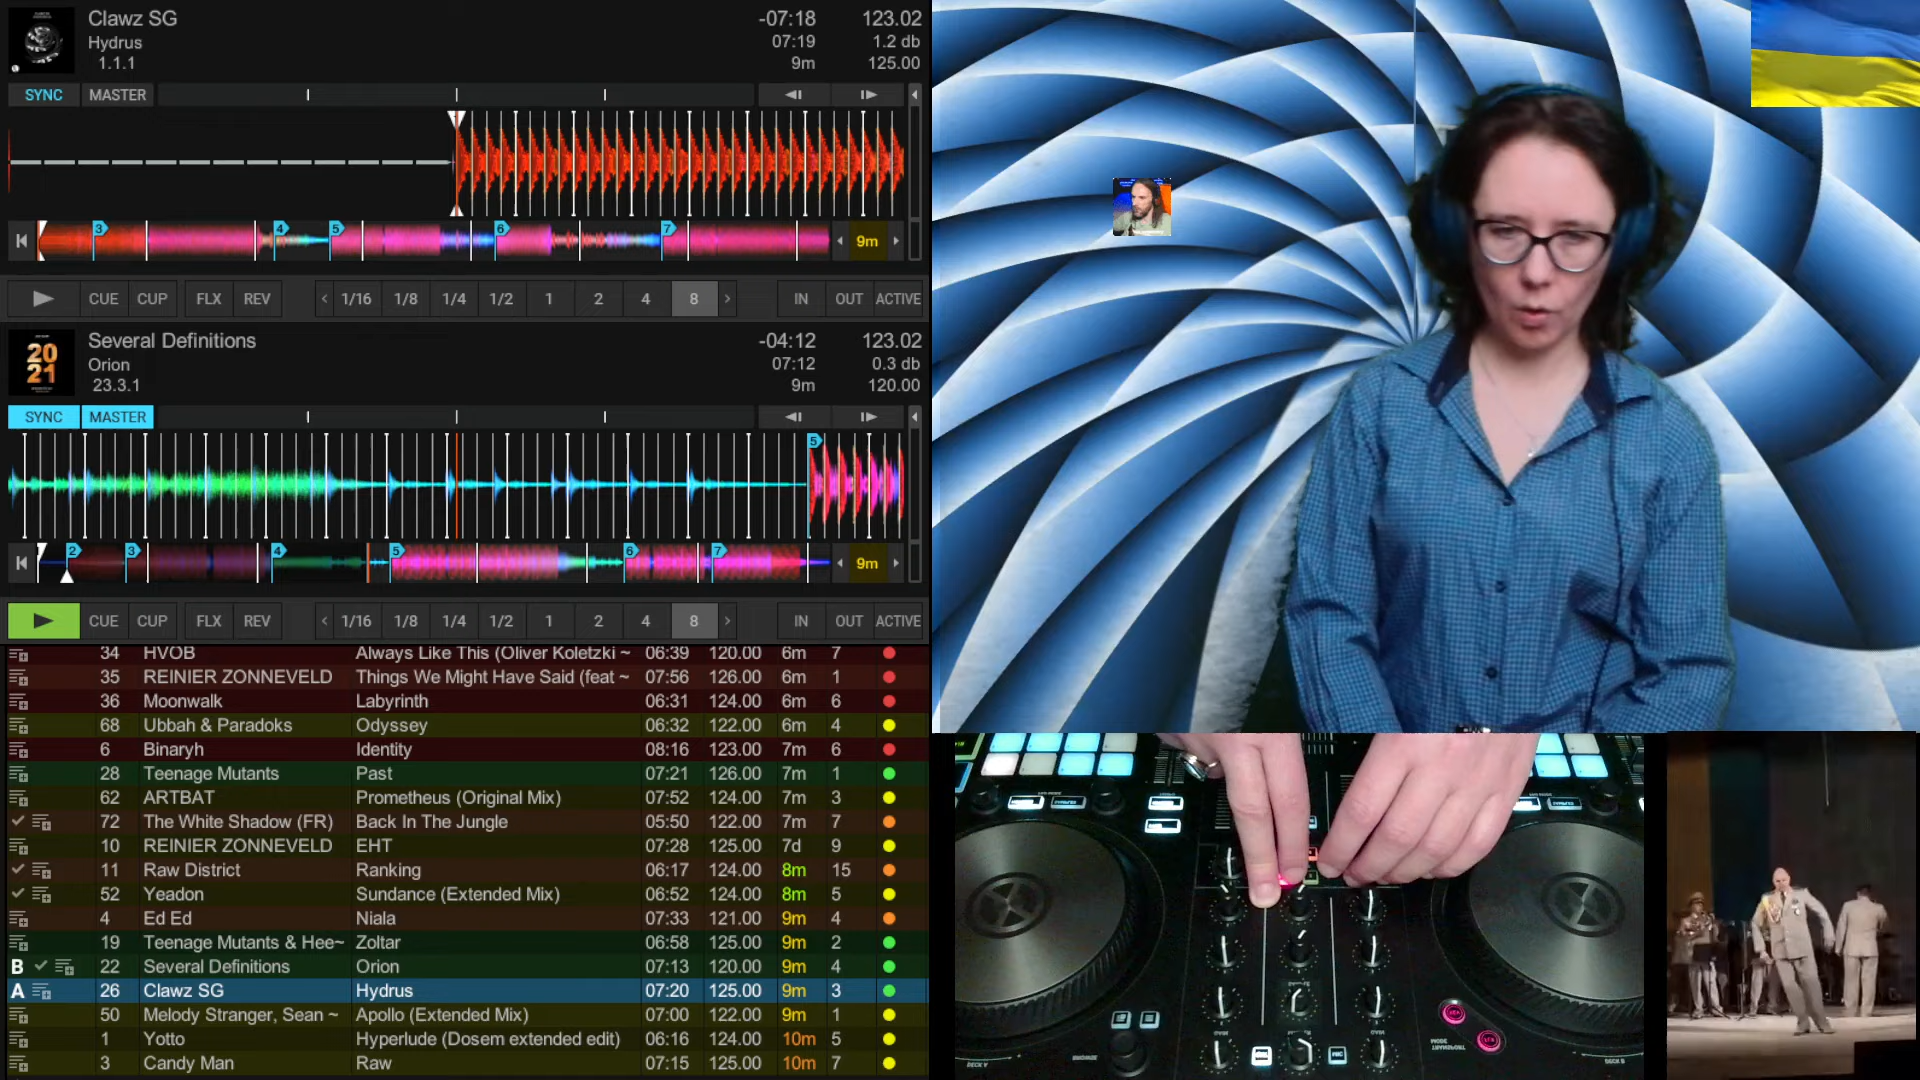 Clawz SG -07:18 123.02
Hydrus 07:19 1.2 db
1.1.1 9m 125.00
SYNC MASTER
3 4 5 6 7 9m
CUE CUP FLX REV 1/16 1/8 1/4 1/2 1 2 4 8 IN OUT ACTIVE
20 21
Several Definitions -04:12 123.02
Orion 07:12 0.3 db
23.3.1 9m 120.00
SYNC MASTER
5
2 3 4 5 6 7 9m
CUE CUP FLX REV 1/16 1/8 1/4 1/2 1 2 4 8 IN OUT ACTIVE
34 HVOB Always Like This (Oliver Koletzki ~ 06:39 120.00 6m 7
35 REINIER ZONNEVELD Things We Might Have Said (feat ~ 07:56 126.00 6m 1
36 Moonwalk Labyrinth 06:31 124.00 6m 6
68 Ubbah & Paradoks Odyssey 06:32 122.00 6m 4
6 Binaryh Identity 08:16 123.00 7m 6
28 Teenage Mutants Past 07:21 126.00 7m 1
62 ARTBAT Prometheus (Original Mix) 07:52 124.00 7m 3
72 The White Shadow (FR) Back In The Jungle 05:50 122.00 7m 7
10 REINIER ZONNEVELD EHT 07:28 125.00 7d 9
11 Raw District Ranking 06:17 124.00 8m 15
52 Yeadon Sundance (Extended Mix) 06:52 124.00 8m 5
4 Ed Ed Niala 07:33 121.00 9m 4
19 Teenage Mutants & Hee~ Zoltar 06:58 125.00 9m 2
B 22 Several Definitions Orion 07:13 120.00 9m 4
A 26 Clawz SG Hydrus 07:20 125.00 9m 3
50 Melody Stranger, Sean ~ Apollo (Extended Mix) 07:00 122.00 9m 1
1 Yotto Hyperlude (Dosem extended edit) 06:16 124.00 10m 5
3 Candy Man Raw 07:15 125.00 10m 7